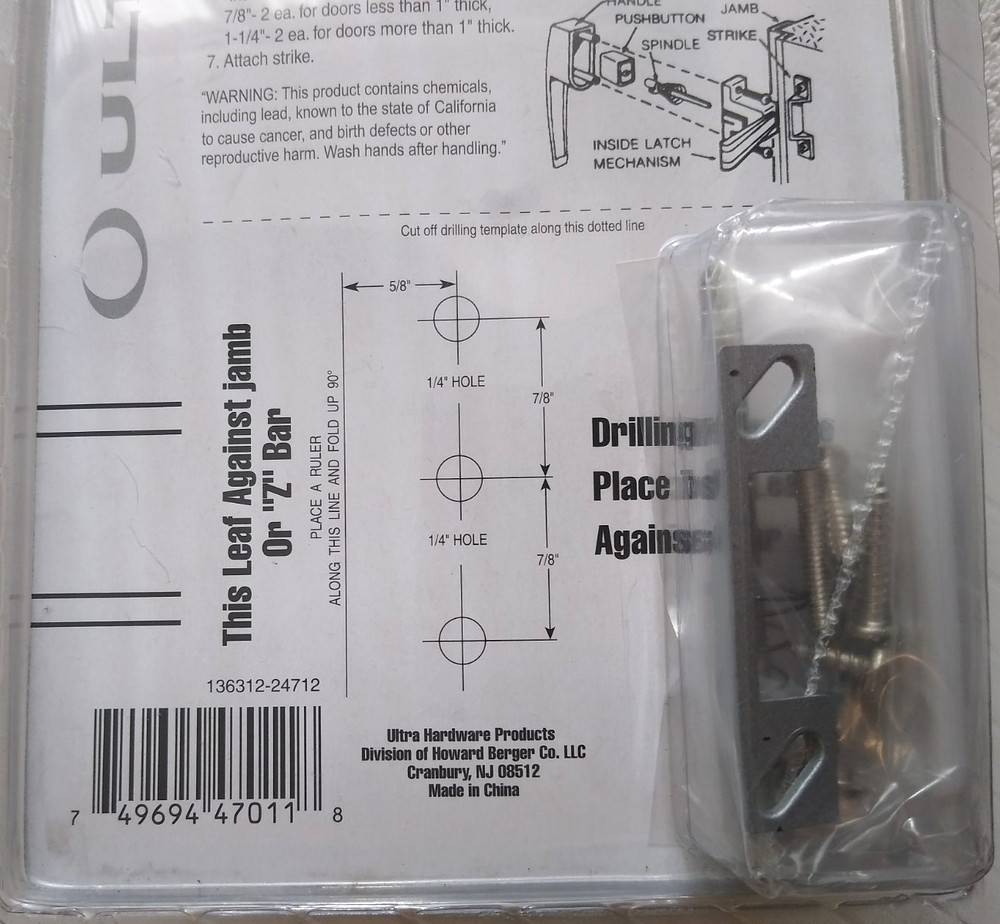 7/8"- 2 ea. for doors less than 1" thick,
1-1/4"- 2 ea. for doors more than 1" thick.
7. Attach strike.
"WARNING: This product contains chemicals,
including lead, known to the state of California
to cause cancer, and birth defects or other
reproductive harm. Wash hands after handling."
HANDLE
PUSHBUTTON
SPINDLE
JAMB
STRIKE
INSIDE LATCH
MECHANISM
ULT
Cut off drilling template along this dotted line
5/8"
1/4" HOLE
7/8"
1/4" HOLE
7/8"
This Leaf Against jamb
Or "Z" Bar
PLACE A RULER
ALONG THIS LINE AND FOLD UP 90°
Drilling
Place
Against
136312-24712
7 49694 47011 8
Ultra Hardware Products
Division of Howard Berger Co. LLC
Cranbury, NJ 08512
Made in China